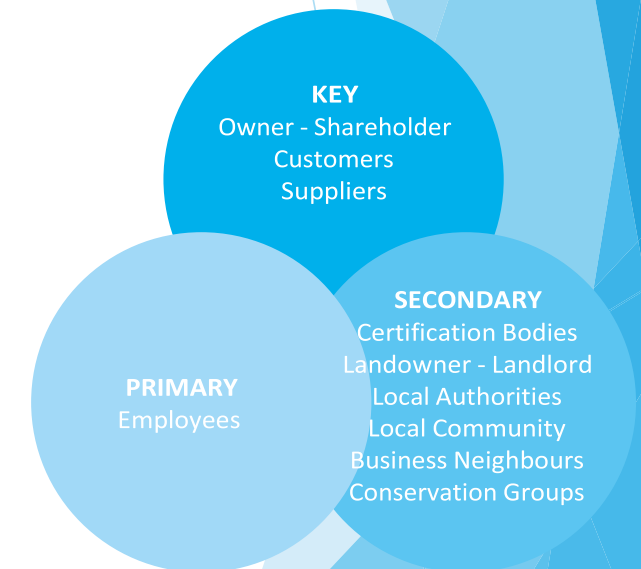 KEY
Owner - Shareholder
Customers
Suppliers
PRIMARY
Employees
SECONDARY
Certification Bodies
Landowner - Landlord
Local Authorities
Local Community
Business Neighbours
Conservation Groups